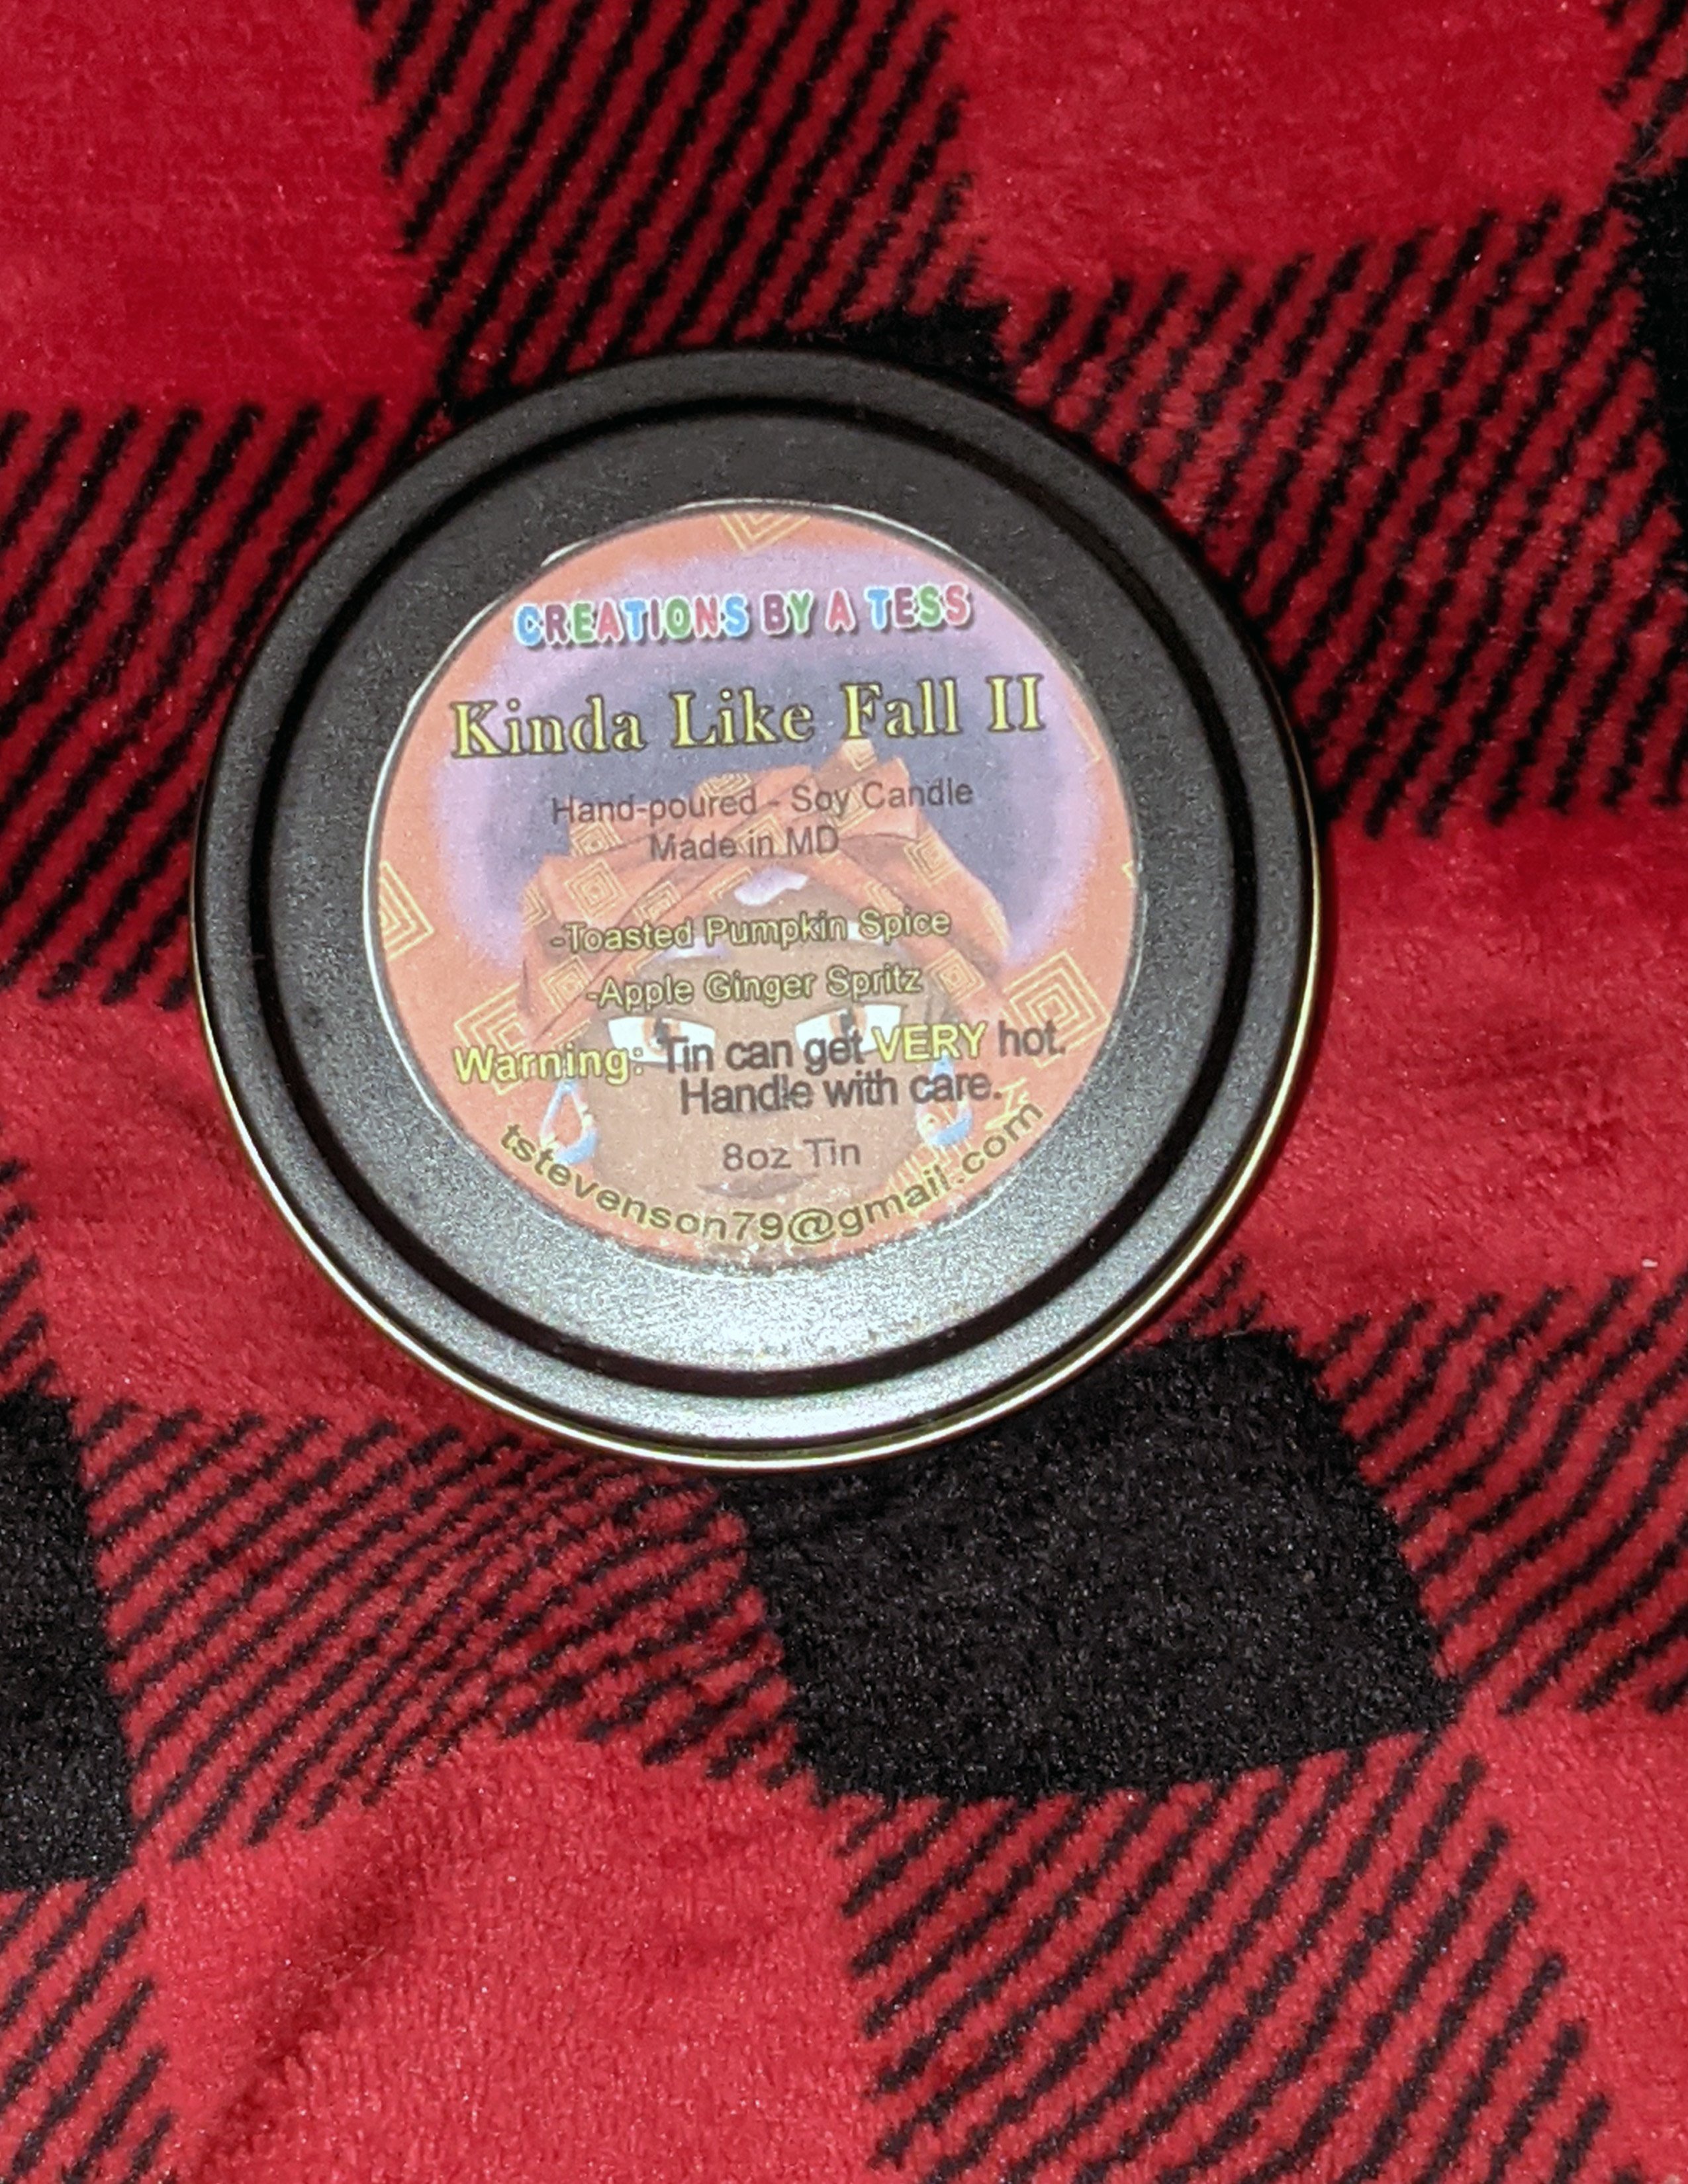 CREATIONS BY A TESS
Kinda Like Fall II
Hand-poured - Soy Candle
Made in MD
-Toasted Pumpkin Spice
-Apple Ginger Spritz
Warning: Tin can get VERY hot.
Handle with care.
8oz Tin
tstevenson79@gmail.com